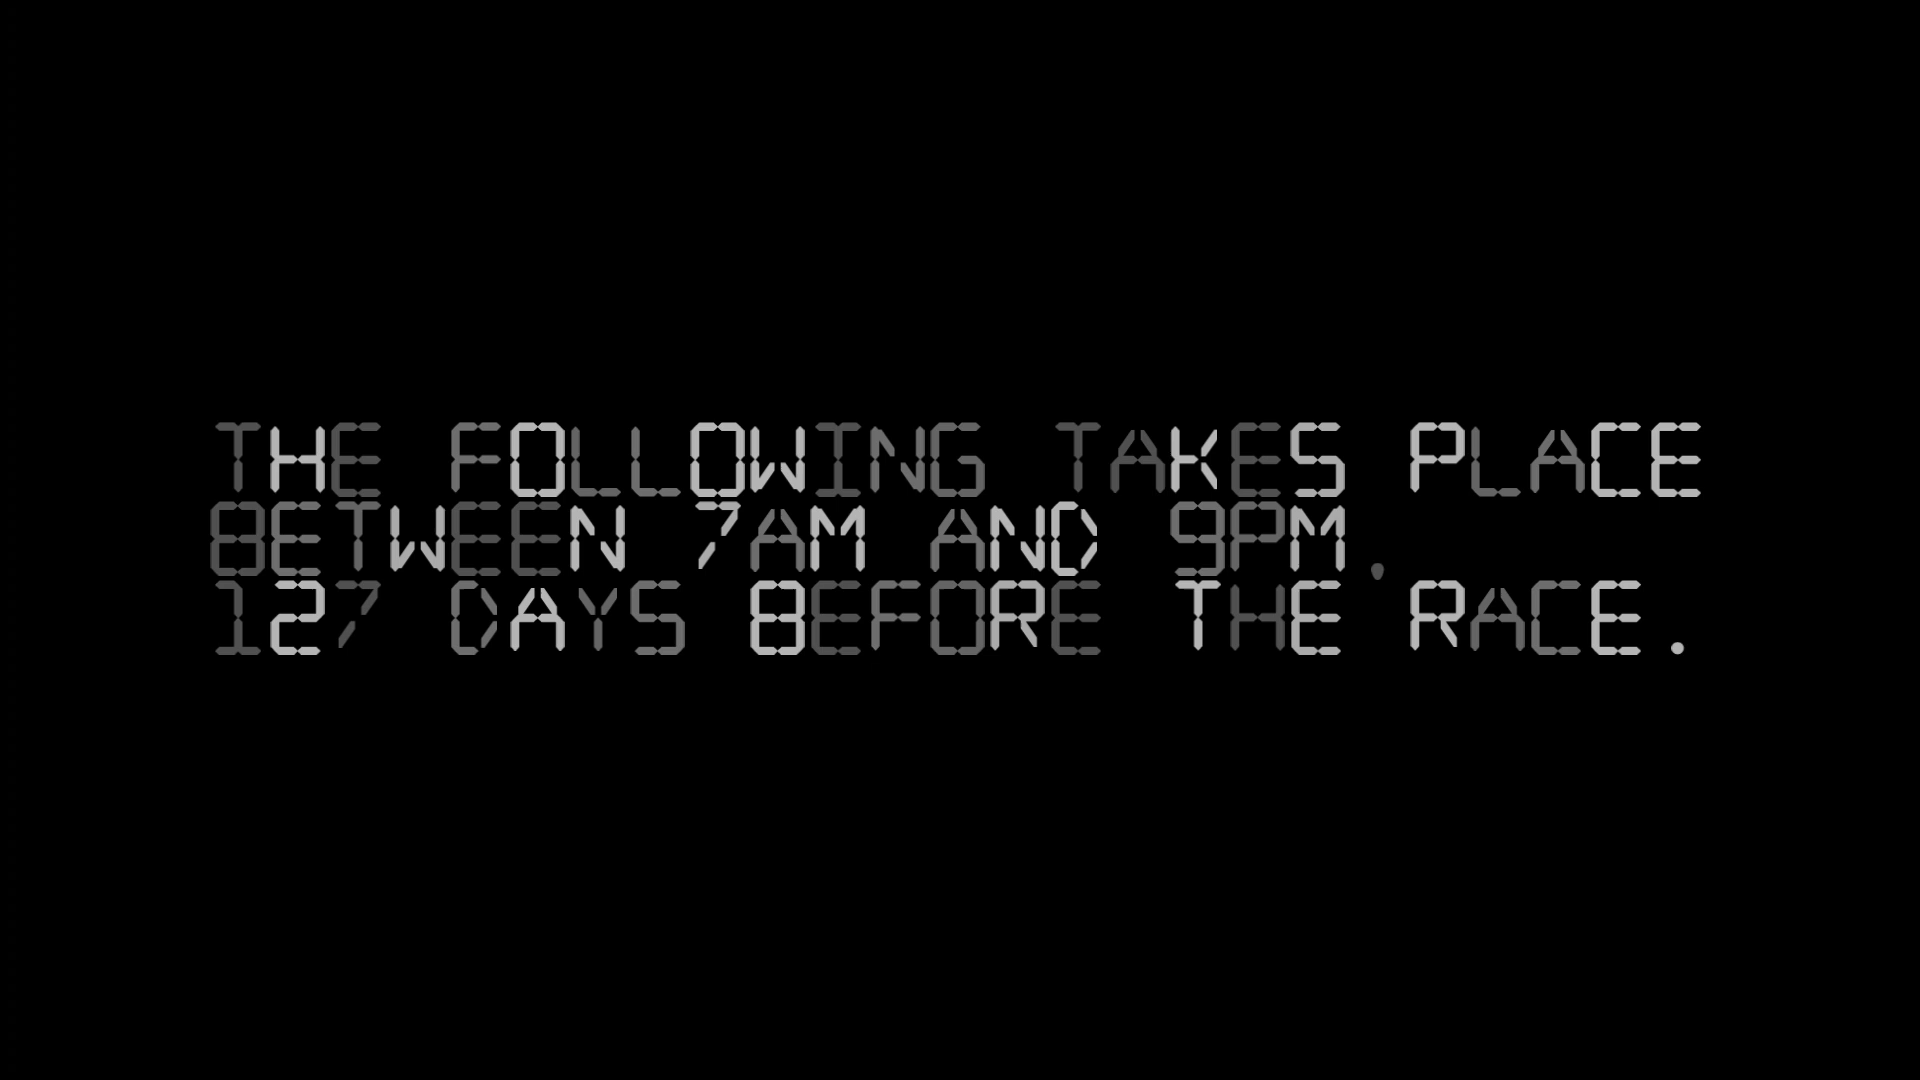 THE FOLLOWING TAKES PLACE
BETWEEN 7AM AND 9PM,
127 DAYS BEFORE THE RACE.